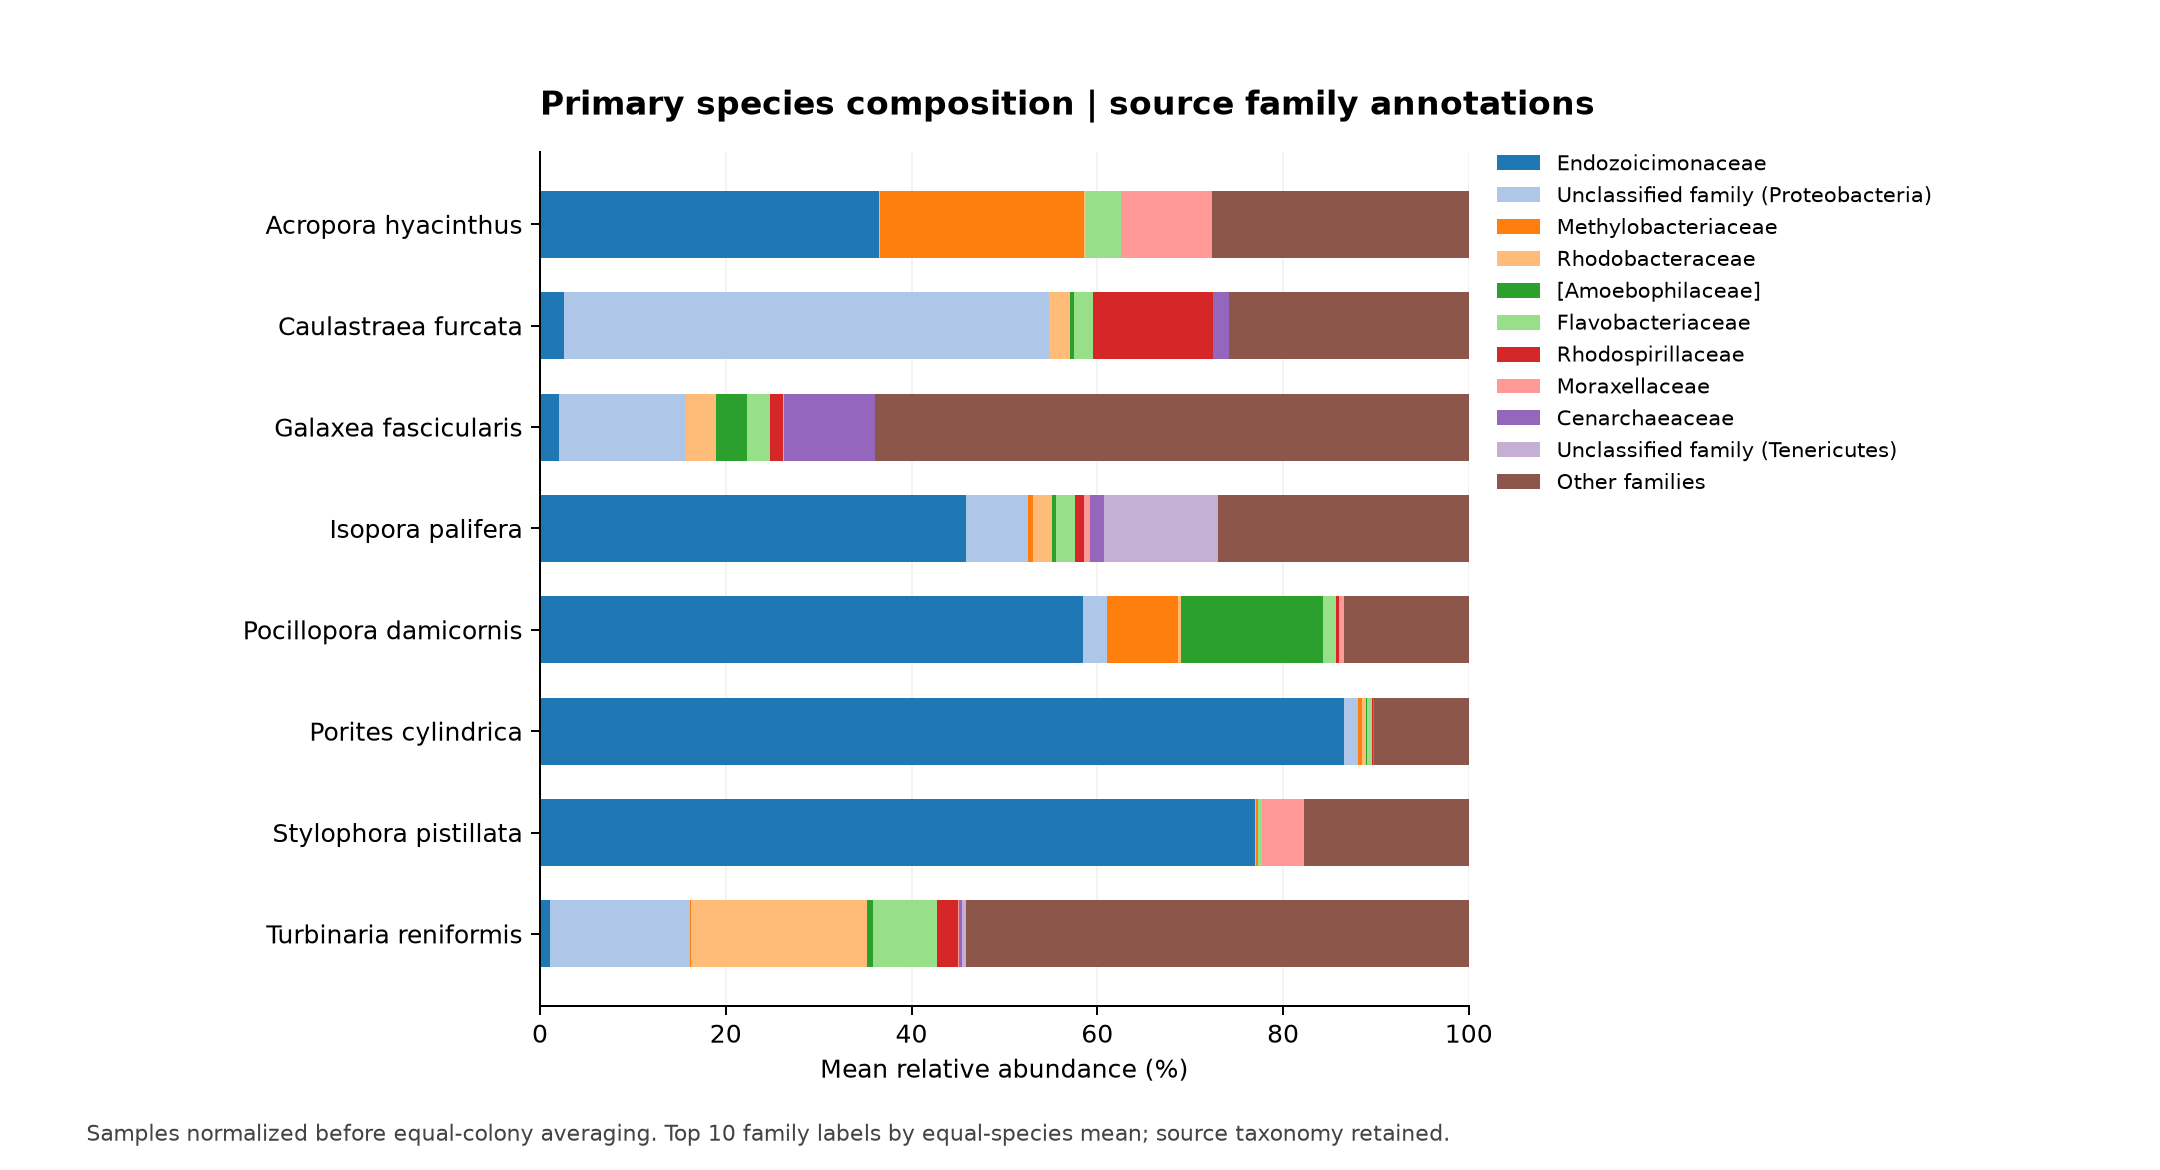 Primary species composition | source family annotations
Acropora hyacinthus
Caulastraea furcata
Galaxea fascicularis
Isopora palifera
Pocillopora damicornis
Porites cylindrica
Stylophora pistillata
Turbinaria reniformis
0 20 40 60 80 100
Mean relative abundance (%)
Endozoicimonaceae
Unclassified family (Proteobacteria)
Methylobacteriaceae
Rhodobacteraceae
[Amoebophilaceae]
Flavobacteriaceae
Rhodospirillaceae
Moraxellaceae
Cenarchaeaceae
Unclassified family (Tenericutes)
Other families
Samples normalized before equal-colony averaging. Top 10 family labels by equal-species mean; source taxonomy retained.